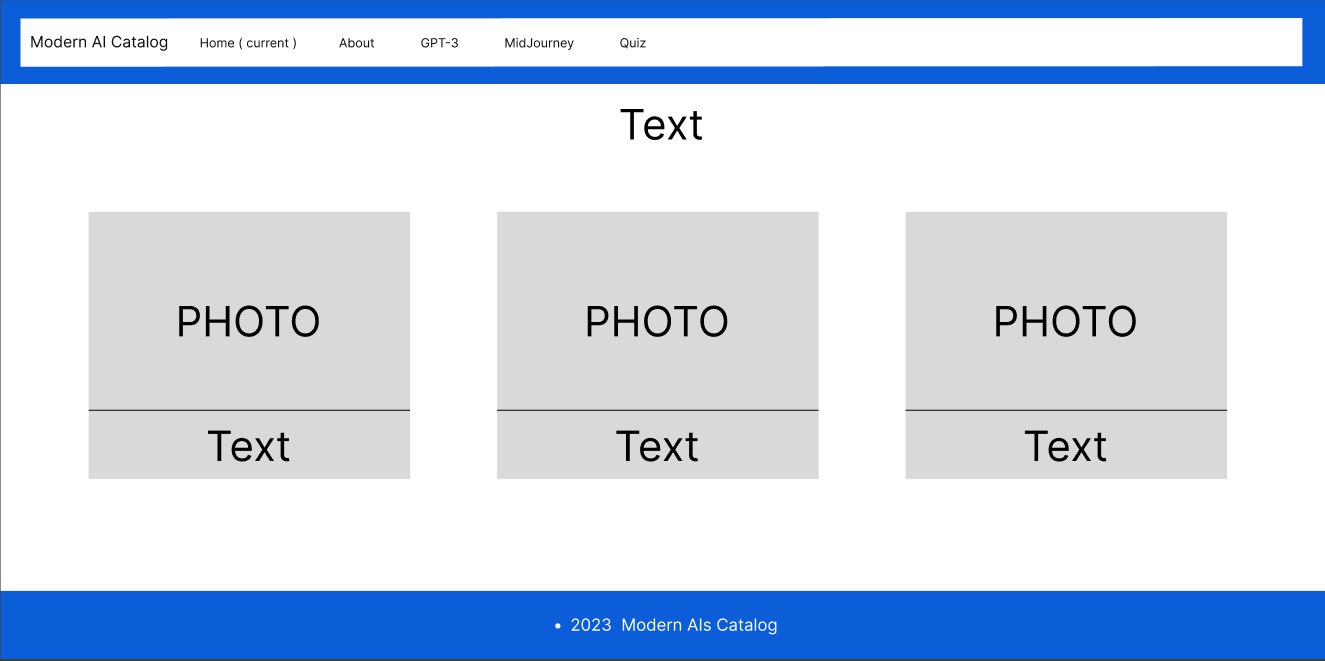 Modern AI Catalog Home ( current ) About GPT-3 MidJourney Quiz
Text
PHOTO PHOTO PHOTO
Text Text Text
• 2023 Modern AIs Catalog